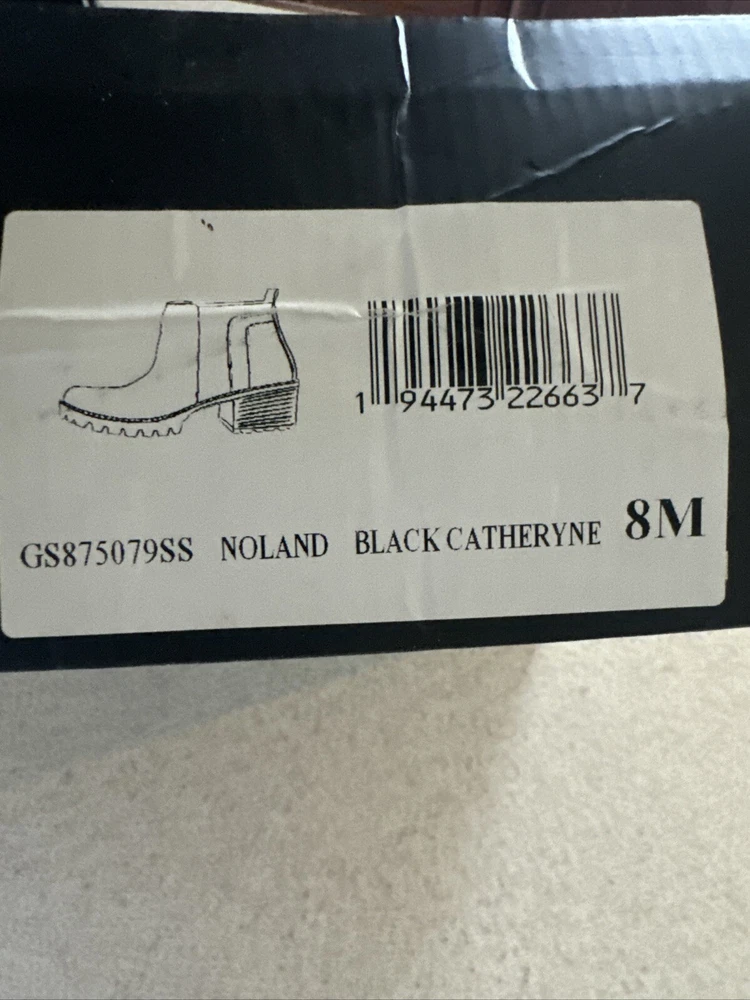 1 94473 22663 7
GS875079SS NOLAND BLACK CATHERYNE 8M